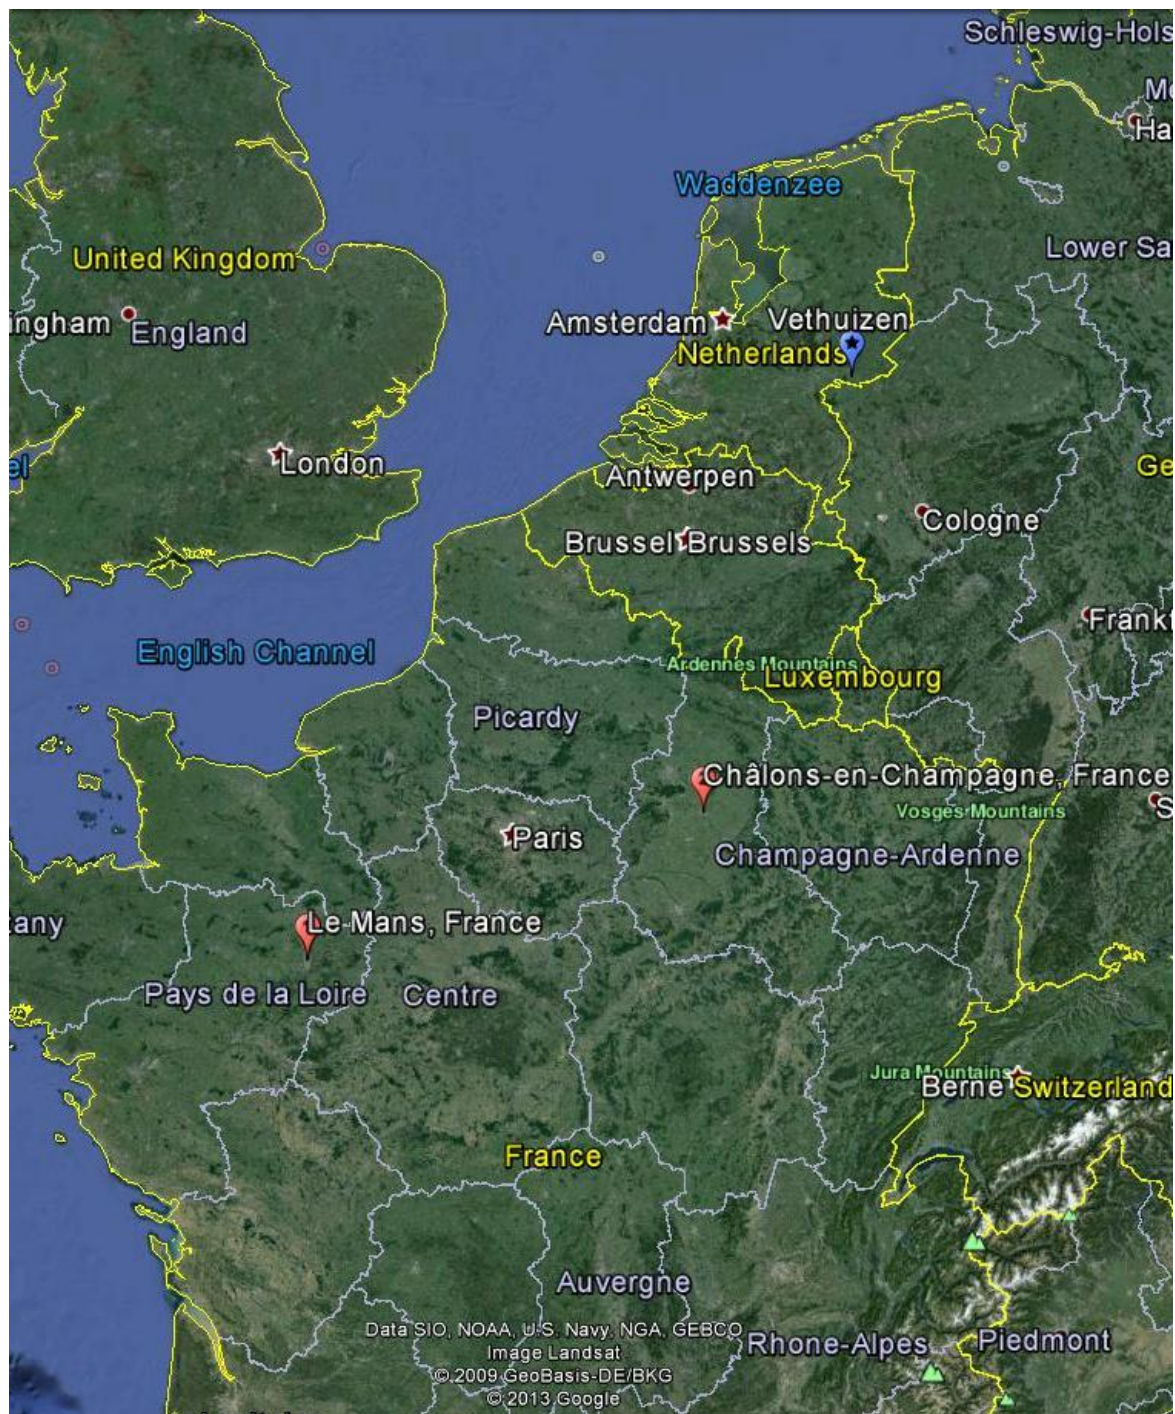 Schleswig-Hols
Me
Ha
Waddenzee
United Kingdom
Lower Sa
ingham
England
Amsterdam
Vethuizen
Netherlands
London
el
Antwerpen
Ge
Brussel
Brussels
Cologne
Frankf
English Channel
Ardennes Mountains
Luxembourg
Picardy
Châlons-en-Champagne, France
Vosges Mountains
S
Paris
Champagne-Ardenne
tany
Le Mans, France
Pays de la Loire
Centre
Jura Mountains
Berne
Switzerland
France
Auvergne
Data SIO, NOAA, U.S. Navy, NGA, GEBCO
Rhone-Alpes
Piedmont
Image Landsat
© 2009 GeoBasis-DE/BKG
© 2013 Google